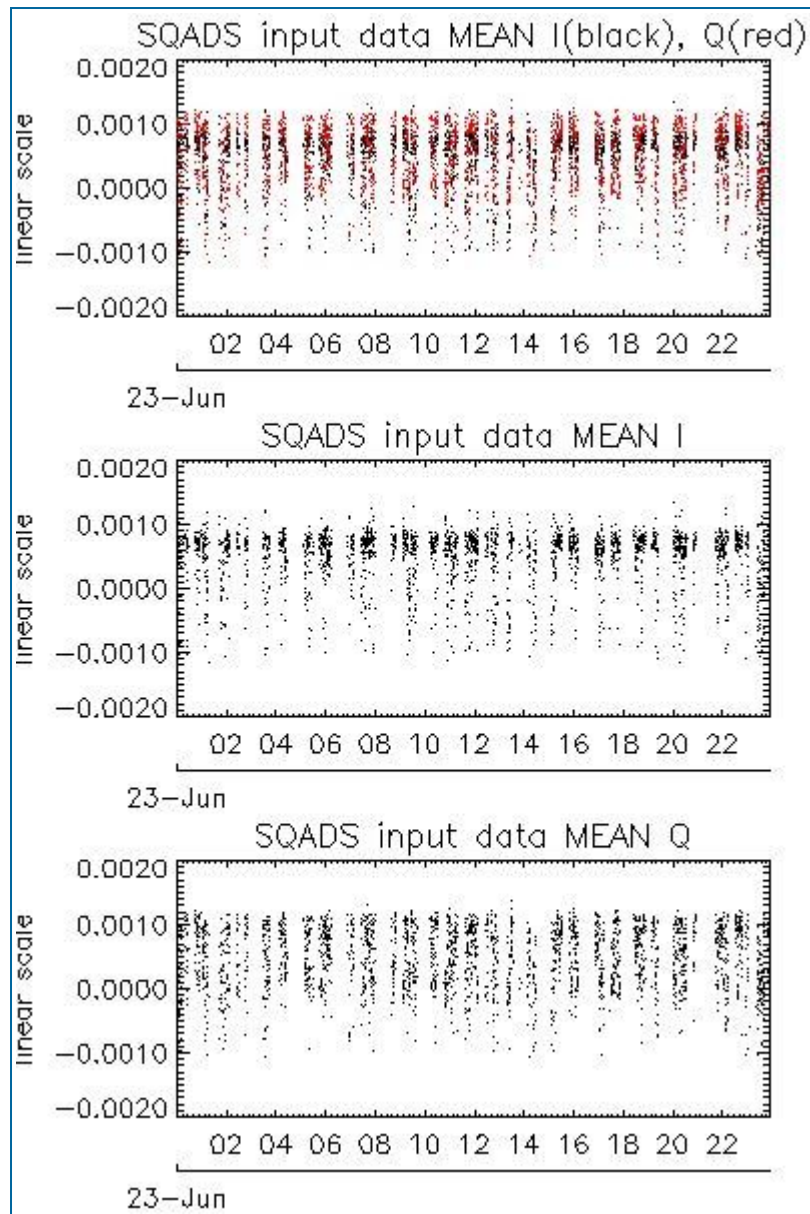 SQADS input data MEAN I(black), Q(red)
0.0020
0.0010
0.0000
−0.0010
−0.0020
linear scale
02 04 06 08 10 12 14 16 18 20 22
23-Jun
SQADS input data MEAN I
0.0020
0.0010
0.0000
−0.0010
−0.0020
linear scale
02 04 06 08 10 12 14 16 18 20 22
23-Jun
SQADS input data MEAN Q
0.0020
0.0010
0.0000
−0.0010
−0.0020
linear scale
02 04 06 08 10 12 14 16 18 20 22
23-Jun